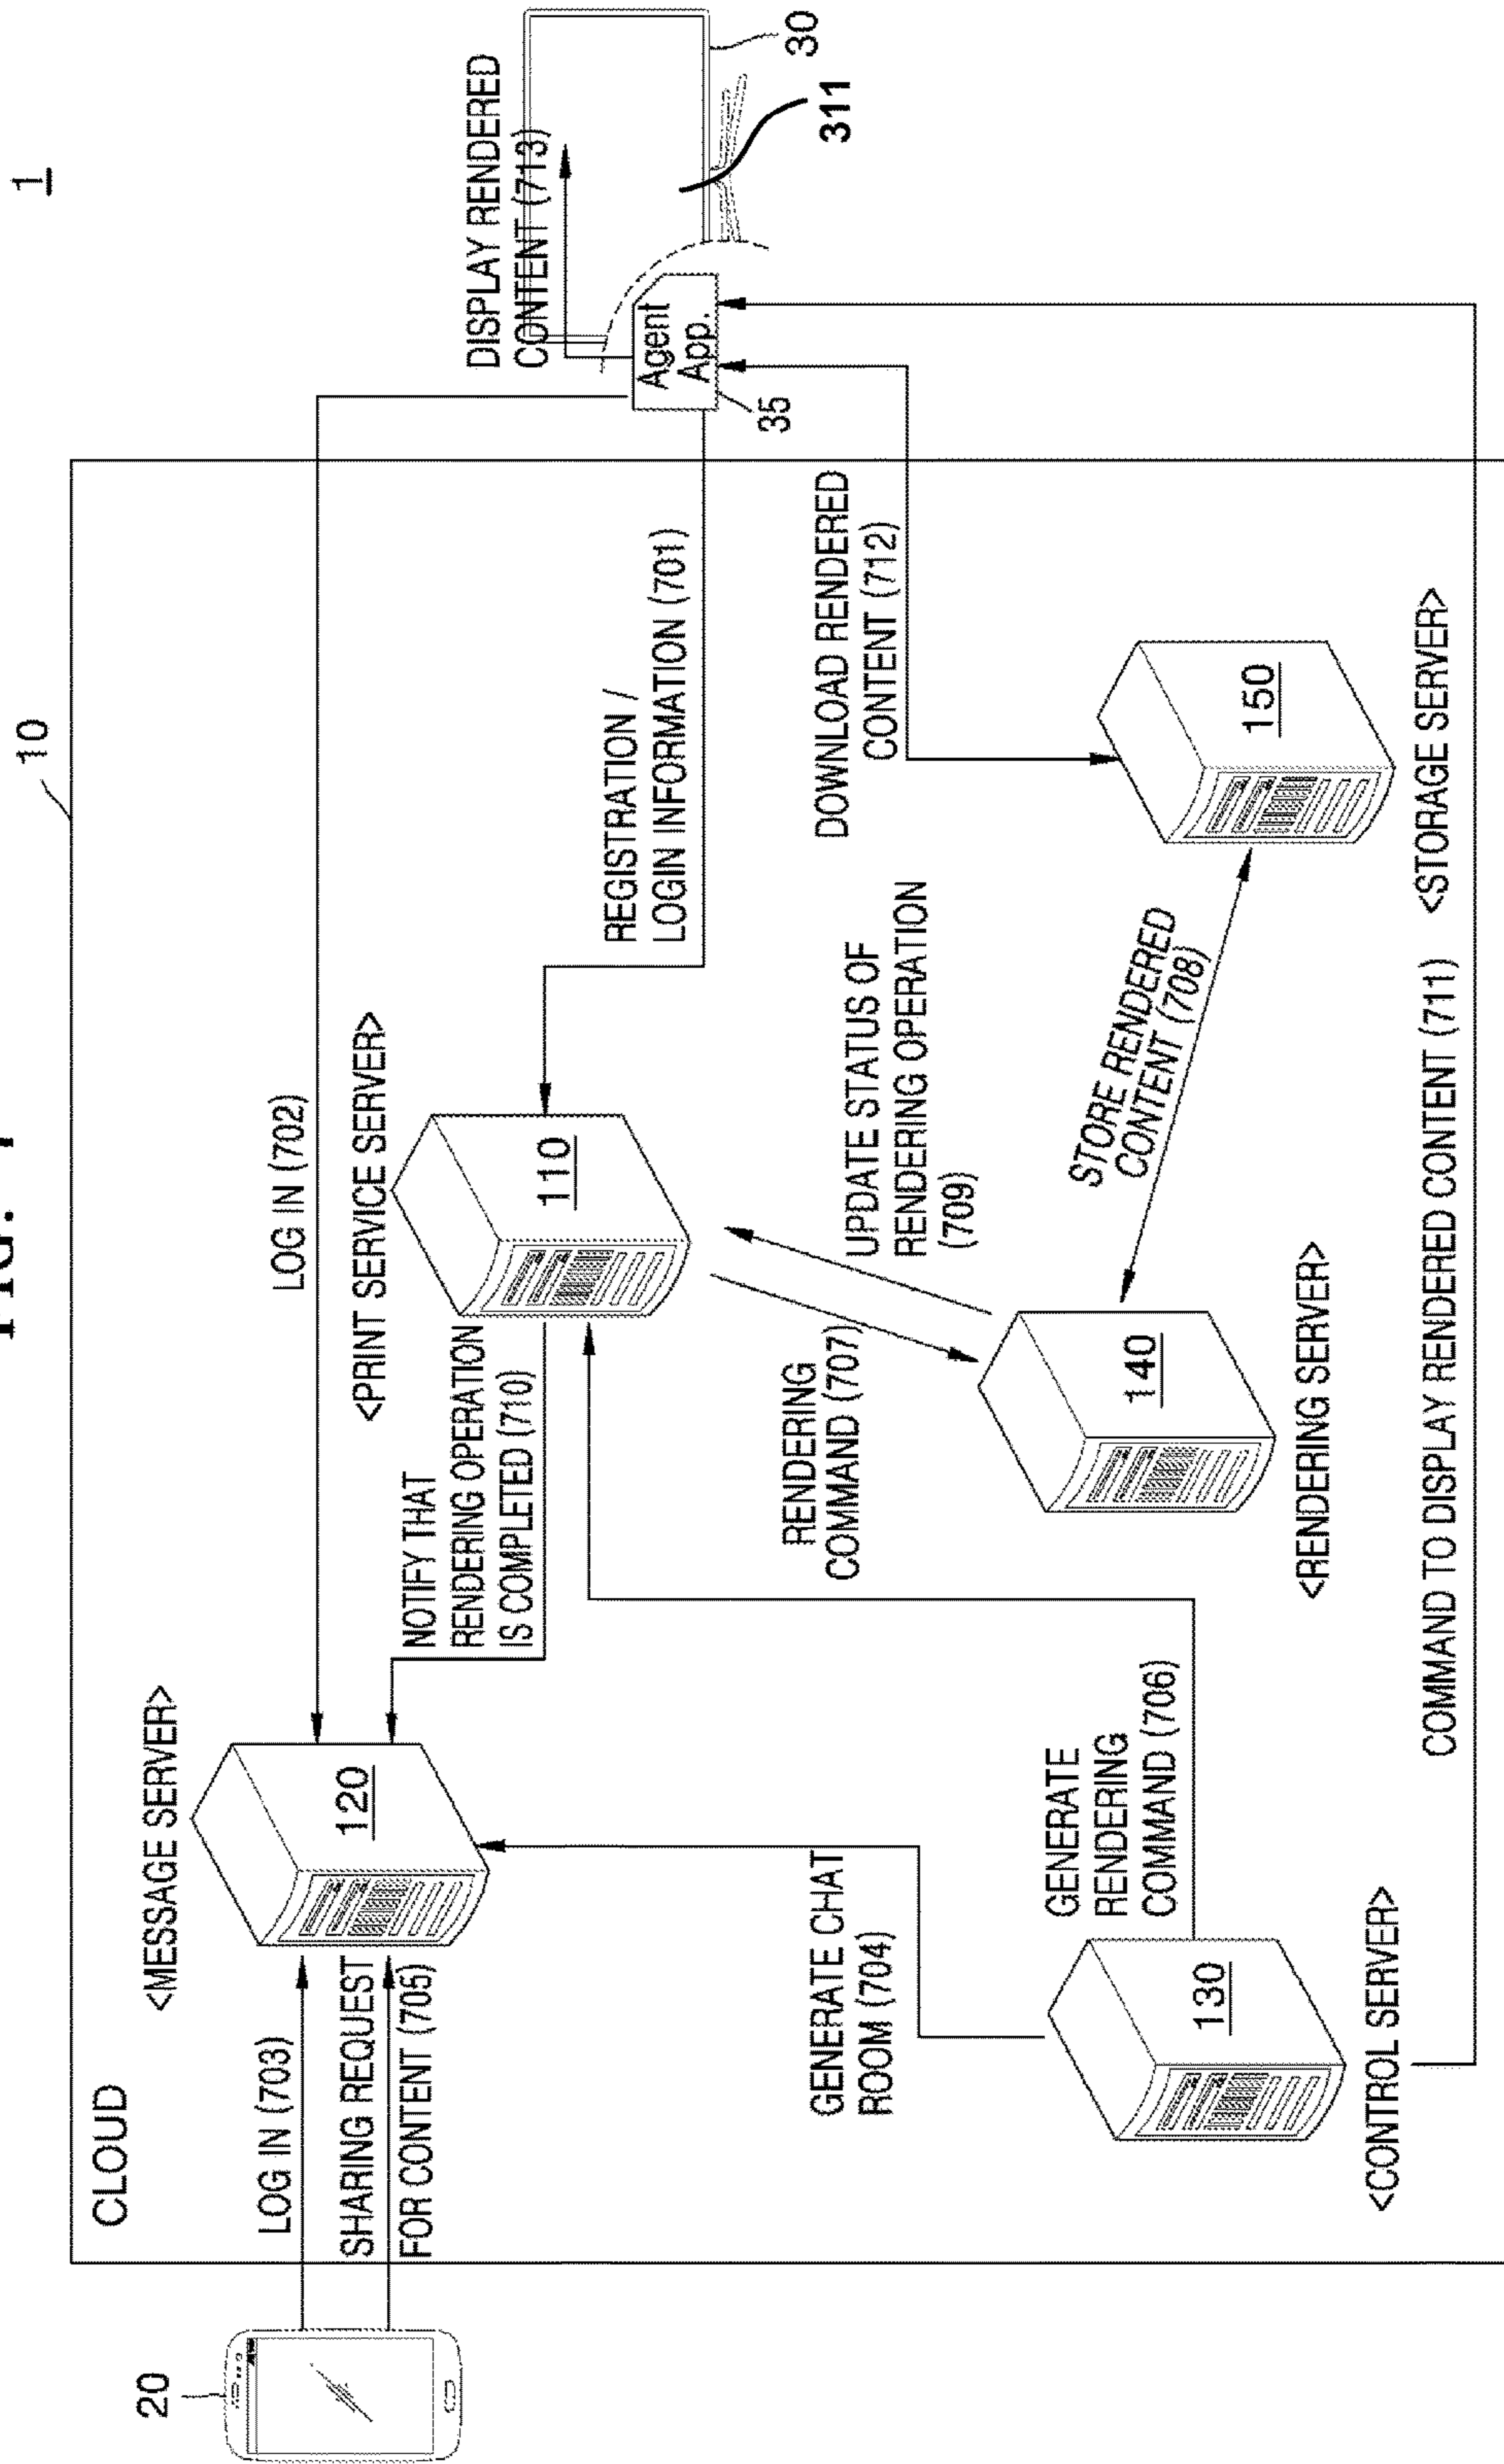 1
10
CLOUD
20
LOG IN (703)
SHARING REQUEST
FOR CONTENT (705)
<MESSAGE SERVER>
120
LOG IN (702)
<PRINT SERVICE SERVER>
110
NOTIFY THAT
RENDERING OPERATION
IS COMPLETED (710)
REGISTRATION /
LOGIN INFORMATION (701)
DISPLAY RENDERED
CONTENT (713)
30
311
Agent
App.
35
GENERATE CHAT
ROOM (704)
130
<CONTROL SERVER>
GENERATE
RENDERING
COMMAND (706)
RENDERING
COMMAND (707)
140
<RENDERING SERVER>
UPDATE STATUS OF
RENDERING OPERATION
(709)
STORE RENDERED
CONTENT (708)
DOWNLOAD RENDERED
CONTENT (712)
150
<STORAGE SERVER>
COMMAND TO DISPLAY RENDERED CONTENT (711)